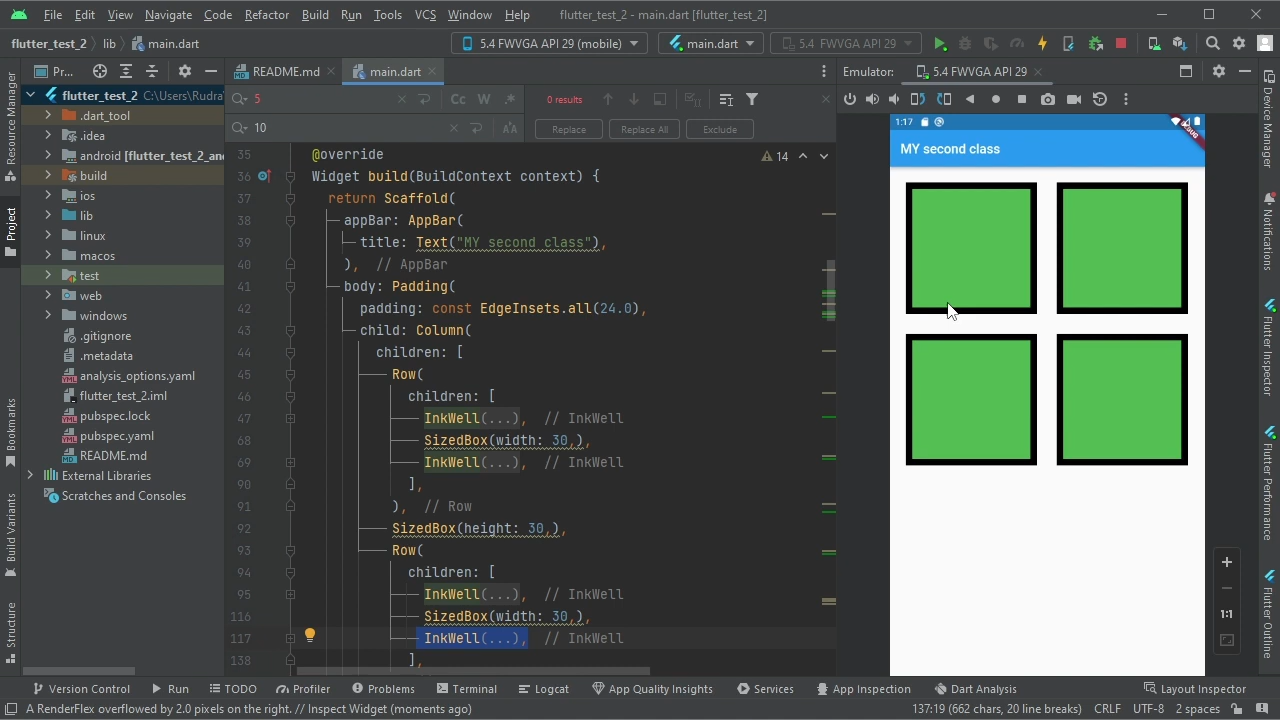 File Edit View Navigate Code Refactor Build Run Tools VCS Window Help flutter_test_2 - main.dart [flutter_test_2]
flutter_test_2 lib main.dart 5.4 FWVGA API 29 (mobile) main.dart 5.4 FWVGA API 29
Pr... README.md main.dart Emulator: 5.4 FWVGA API 29
Resource Manager
Project
Bookmarks
Build Variants
Structure
flutter_test_2 C:\Users\Rudra
.dart_tool
.idea
android [flutter_test_2_an
build
ios
lib
linux
macos
test
web
windows
.gitignore
.metadata
analysis_options.yaml
flutter_test_2.iml
pubspec.lock
pubspec.yaml
README.md
External Libraries
Scratches and Consoles
5 Cc W .* 0 results
10 AA Replace Replace All Exclude
14
35 @override
36 Widget build(BuildContext context) {
37 return Scaffold(
38 appBar: AppBar(
39 title: Text("MY second class"),
40 ), // AppBar
41 body: Padding(
42 padding: const EdgeInsets.all(24.0),
43 child: Column(
44 children: [
45 Row(
46 children: [
47 InkWell(...), // InkWell
68 SizedBox(width: 30,),
69 InkWell(...), // InkWell
90 ],
91 ), // Row
92 SizedBox(height: 30,),
93 Row(
94 children: [
95 InkWell(...), // InkWell
116 SizedBox(width: 30,),
117 InkWell(...), // InkWell
138 ],
1:17
DEBUG
MY second class
1:1
Device Manager
Notifications
Flutter Inspector
Flutter Performance
Flutter Outline
Version Control Run TODO Profiler Problems Terminal Logcat App Quality Insights Services App Inspection Dart Analysis Layout Inspector
A RenderFlex overflowed by 2.0 pixels on the right. // Inspect Widget (moments ago) 137:19 (662 chars, 20 line breaks) CRLF UTF-8 2 spaces